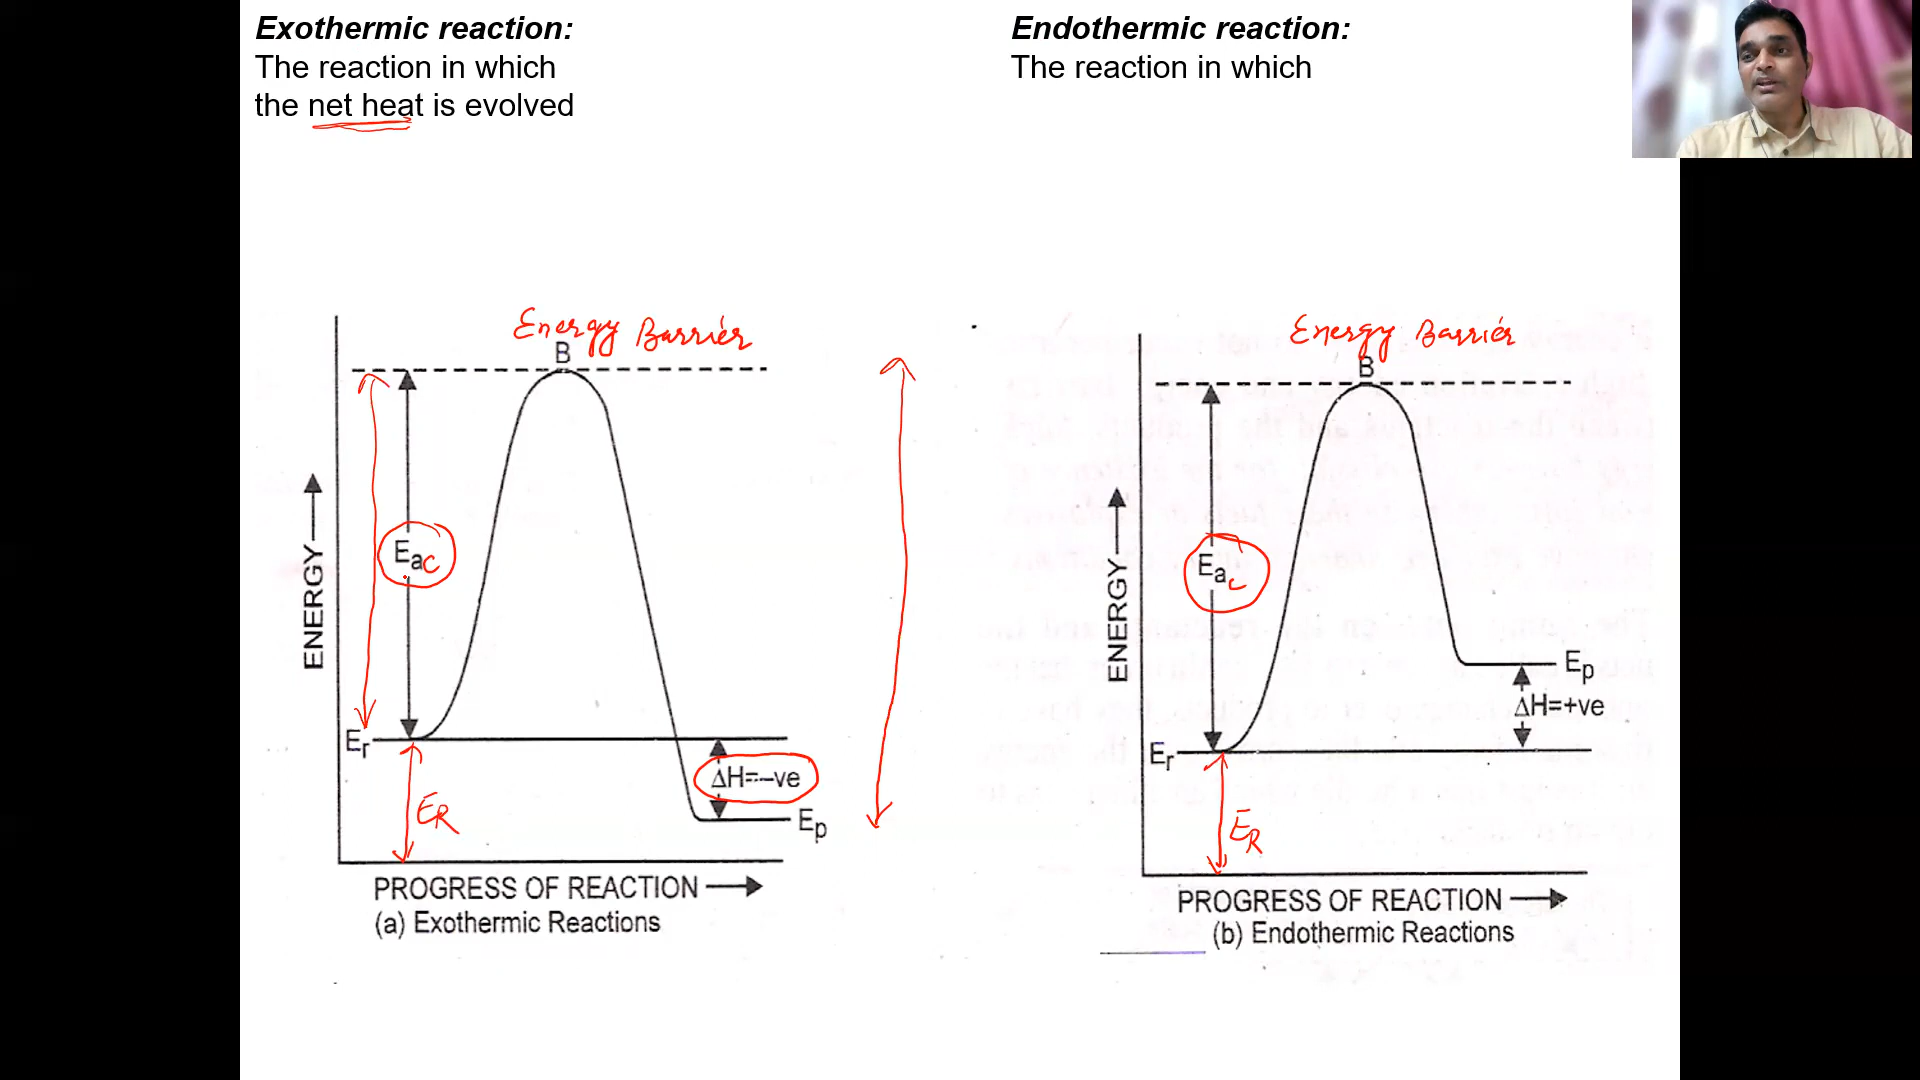 Exothermic reaction:
The reaction in which
the net heat is evolved
Endothermic reaction:
The reaction in which
Energy Barrier
B
Eac
ENERGY
Er
ER
ΔH=–ve
Ep
PROGRESS OF REACTION
(a) Exothermic Reactions
Energy Barrier
B
Eac
ENERGY
Ep
ΔH=+ve
Er
ER
PROGRESS OF REACTION
(b) Endothermic Reactions